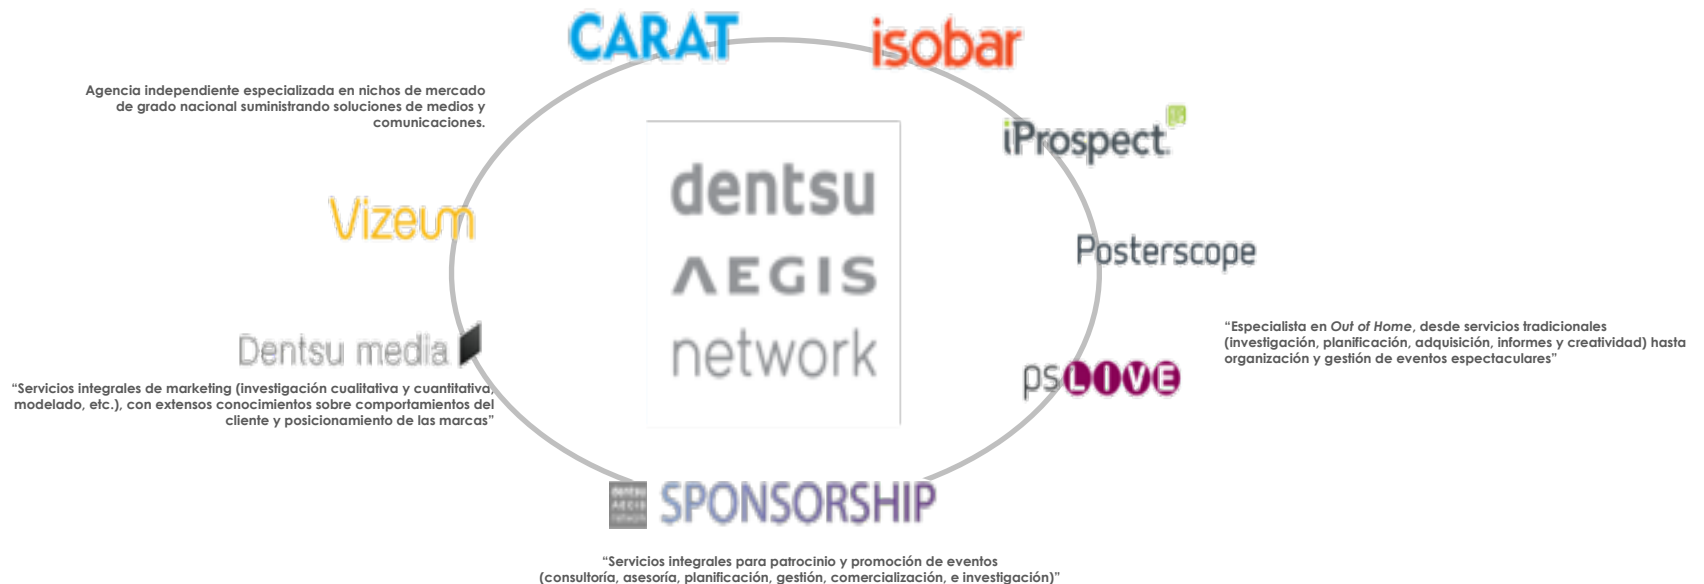 CARAT
isobar
Agencia independiente especializada en nichos de mercado
de grado nacional suministrando soluciones de medios y
comunicaciones.
iProspect
dentsu
AEGIS
network
Vizeum
Posterscope
Dentsu media
“Especialista en Out of Home, desde servicios tradicionales
(investigación, planificación, adquisición, informes y creatividad) hasta
organización y gestión de eventos espectaculares”
psLIVE
“Servicios integrales de marketing (investigación cualitativa y cuantitativa,
modelado, etc.), con extensos conocimientos sobre comportamientos del
cliente y posicionamiento de las marcas”
dentsu
AEGIS
network
SPONSORSHIP
“Servicios integrales para patrocinio y promoción de eventos
(consultoría, asesoría, planificación, gestión, comercialización, e investigación)”